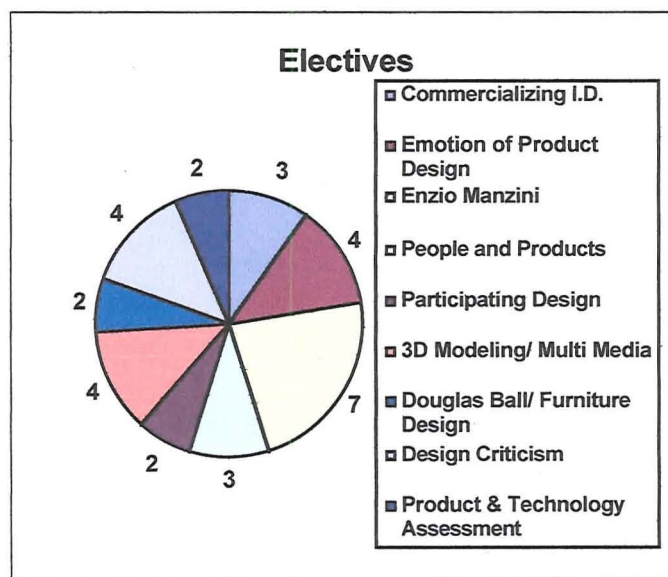 Electives
Commercializing I.D.
Emotion of Product
Design
Enzio Manzini
People and Products
Participating Design
3D Modeling/ Multi Media
Douglas Ball/ Furniture
Design
Design Criticism
Product & Technology
Assessment
3
4
7
3
2
4
2
4
2